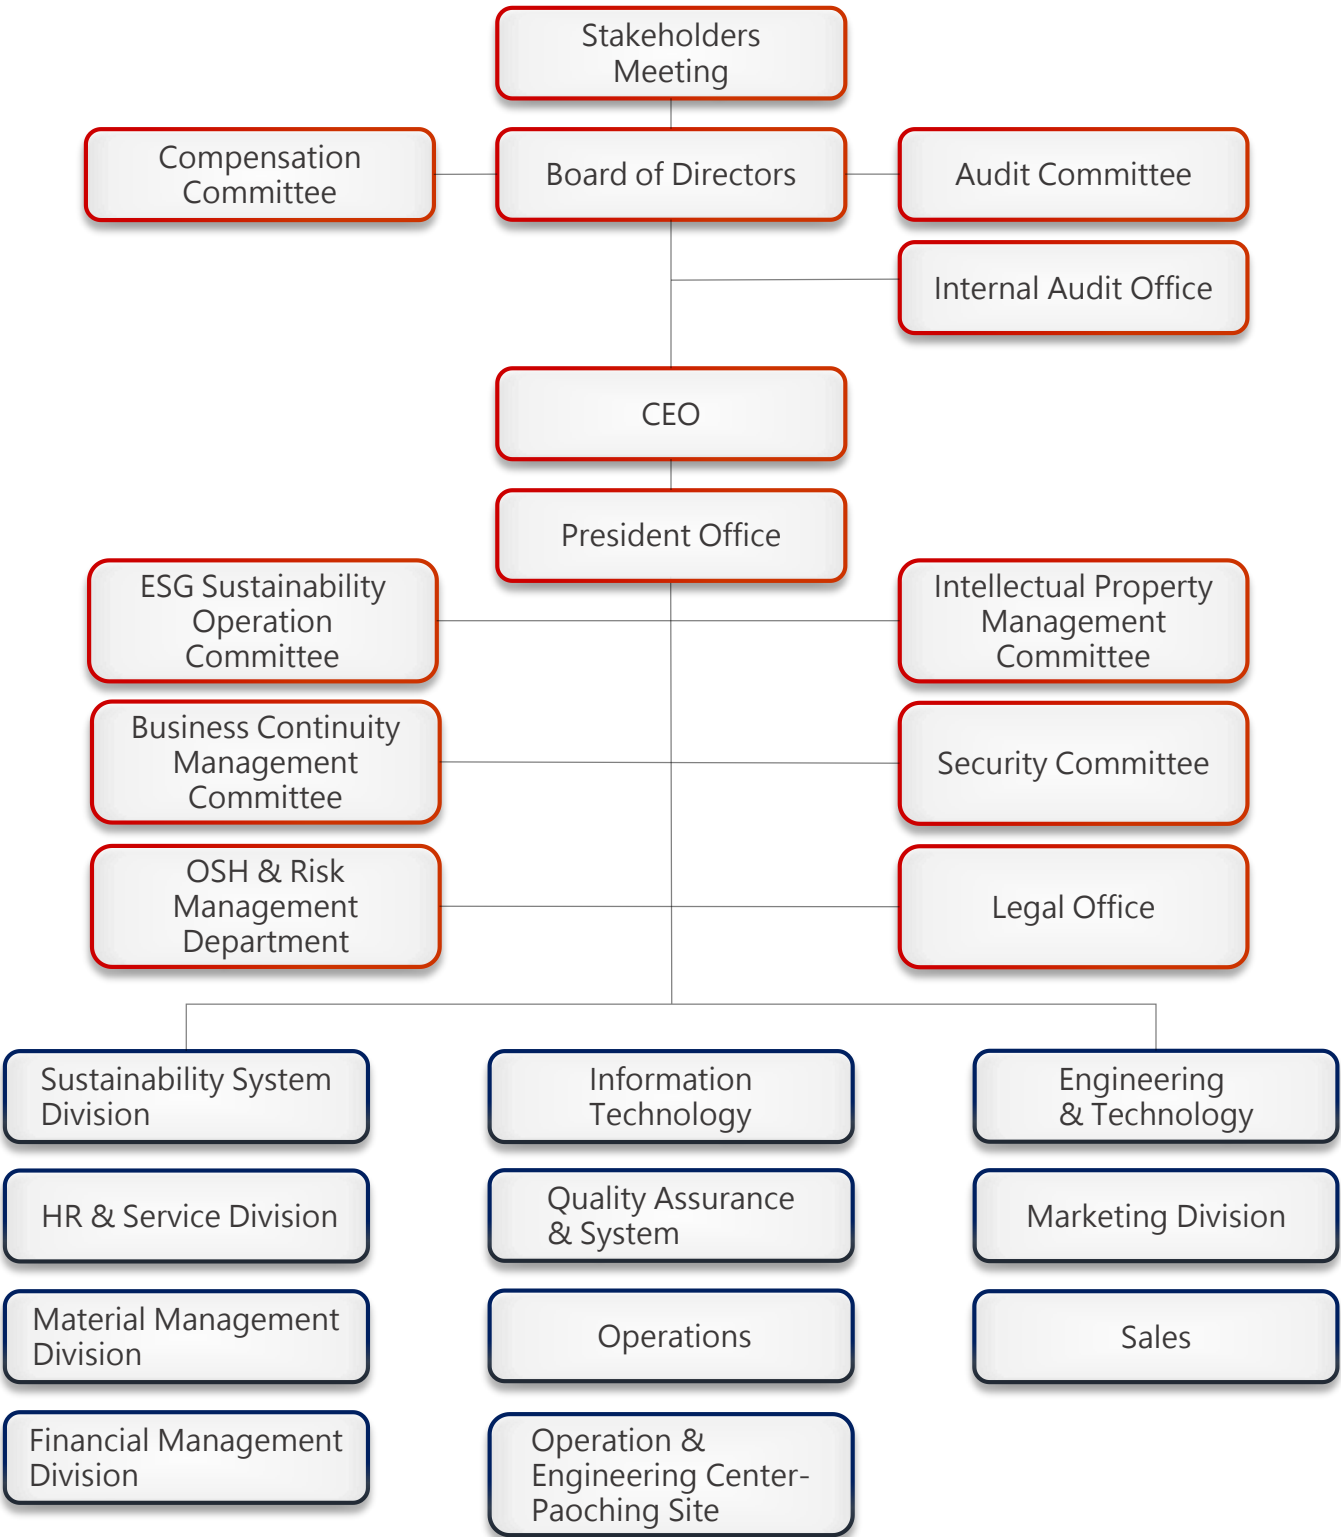 Stakeholders
Meeting
Compensation
Committee
Board of Directors
Audit Committee
Internal Audit Office
CEO
President Office
ESG Sustainability
Operation
Committee
Intellectual Property
Management
Committee
Business Continuity
Management
Committee
Security Committee
OSH & Risk
Management
Department
Legal Office
Sustainability System
Division
Information
Technology
Engineering
& Technology
HR & Service Division
Quality Assurance
& System
Marketing Division
Material Management
Division
Operations
Sales
Financial Management
Division
Operation &
Engineering Center-
Paoching Site